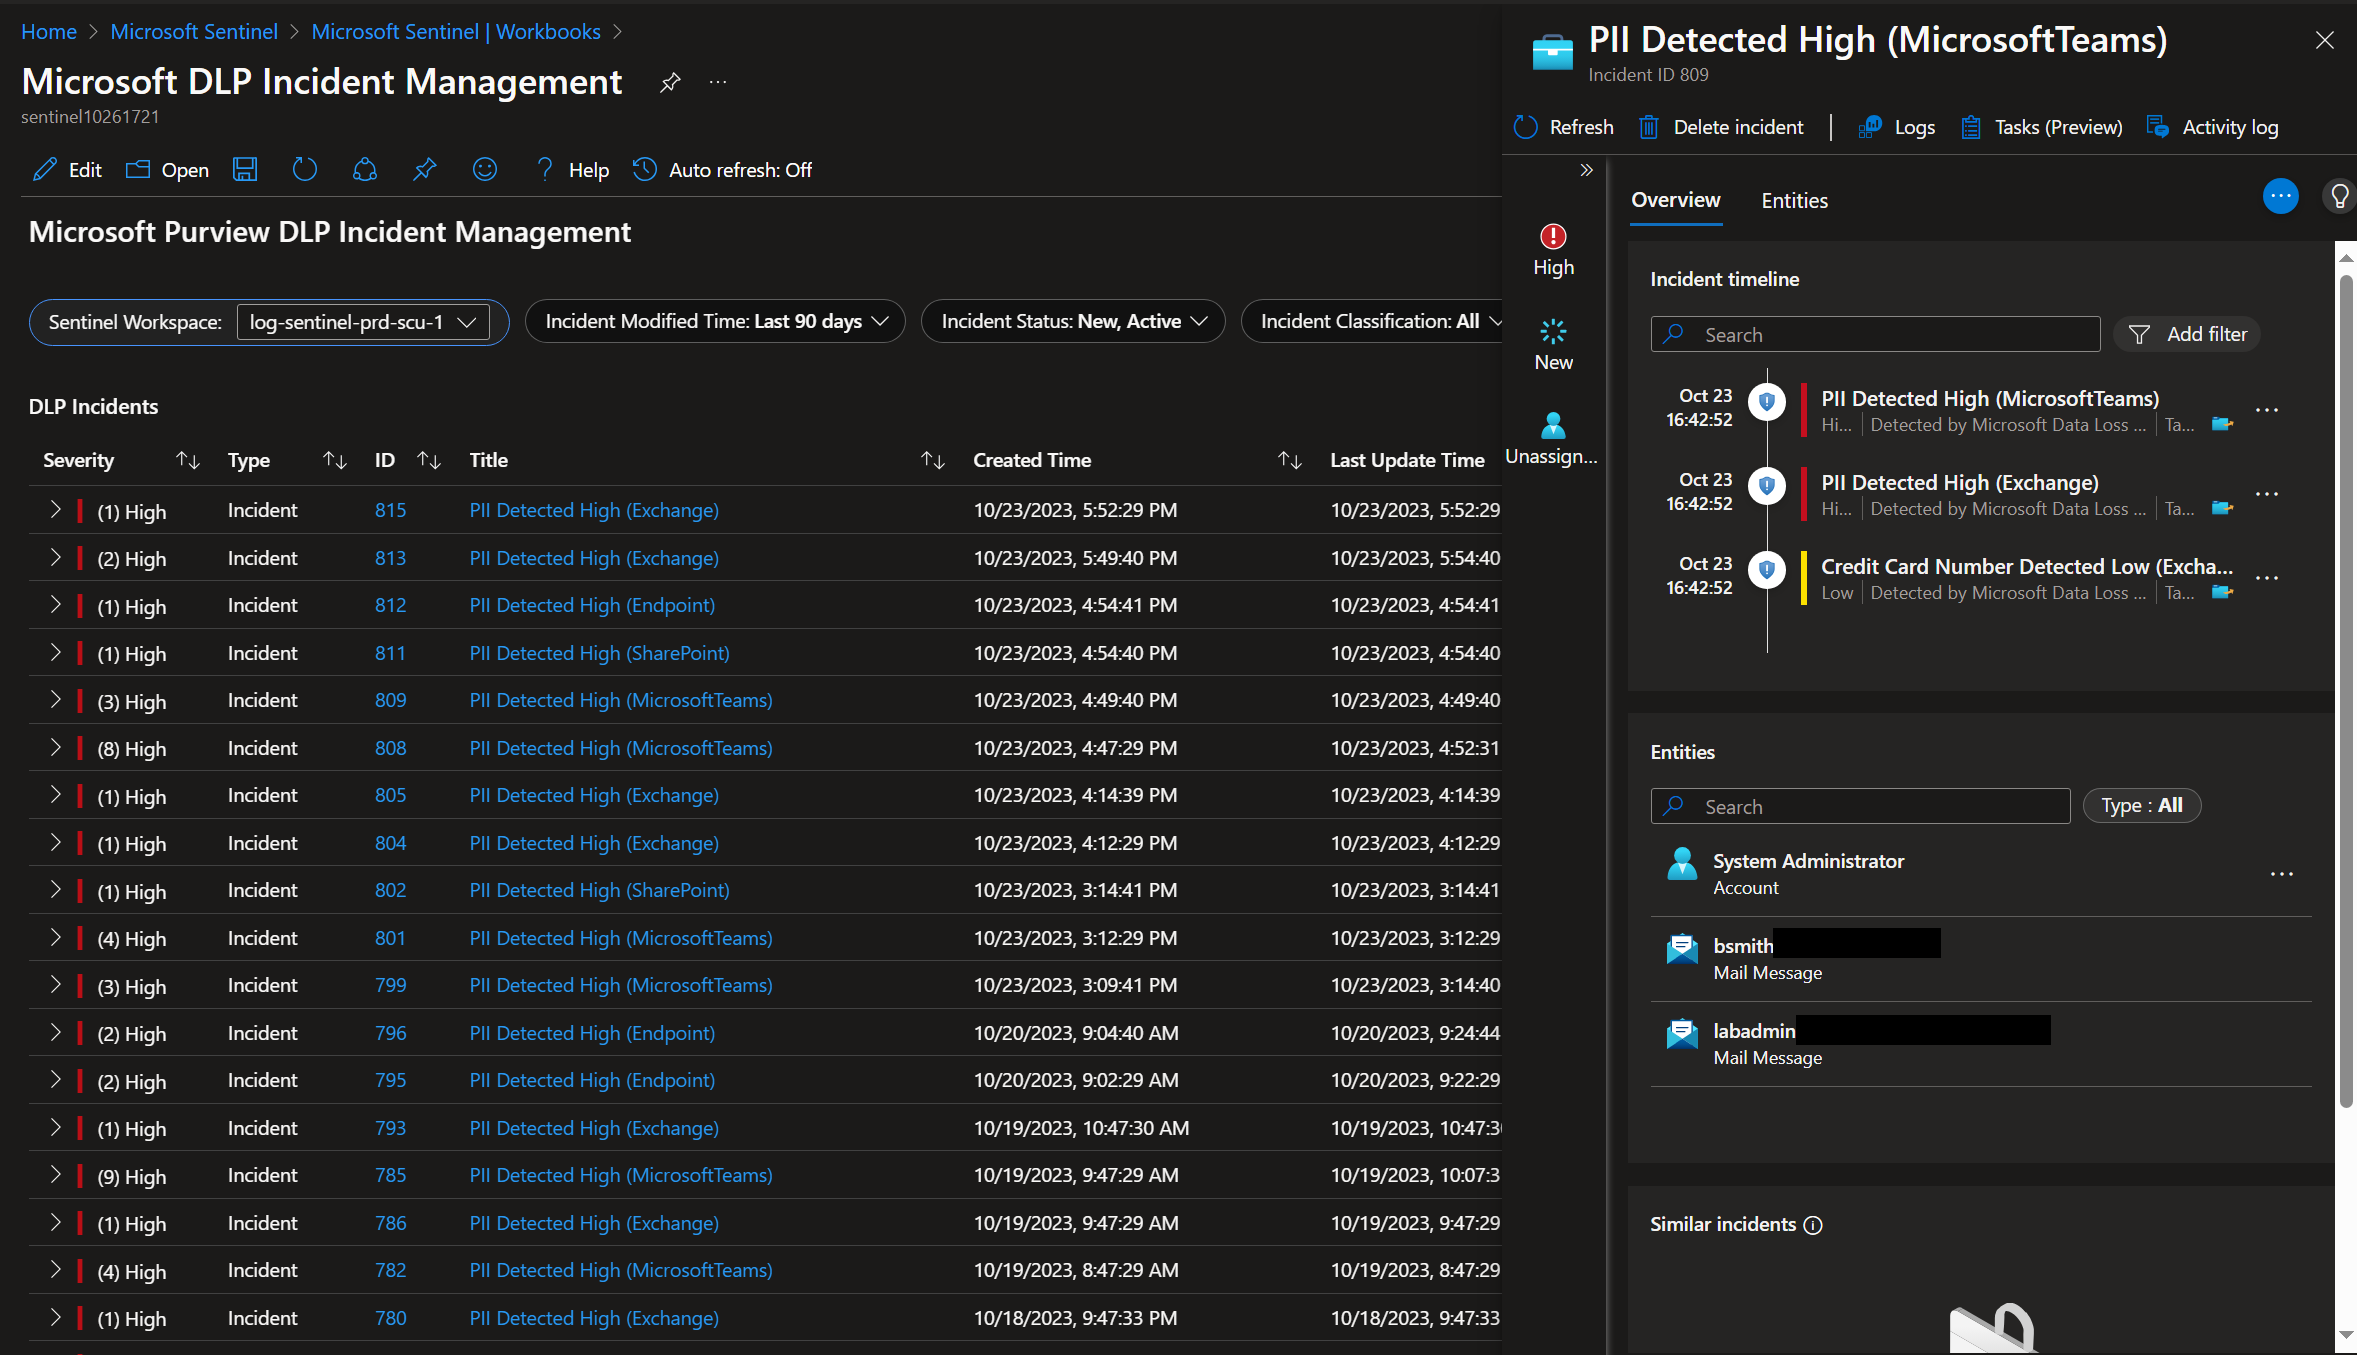 Home > Microsoft Sentinel > Microsoft Sentinel | Workbooks >
Microsoft DLP Incident Management ...
sentinel10261721
Edit Open Help Auto refresh: Off
Microsoft Purview DLP Incident Management
Sentinel Workspace: log-sentinel-prd-scu-1 Incident Modified Time: Last 90 days Incident Status: New, Active Incident Classification: All
DLP Incidents
Severity Type ID Title Created Time Last Update Time
(1) High Incident 815 PII Detected High (Exchange) 10/23/2023, 5:52:29 PM 10/23/2023, 5:52:29
(2) High Incident 813 PII Detected High (Exchange) 10/23/2023, 5:49:40 PM 10/23/2023, 5:54:40
(1) High Incident 812 PII Detected High (Endpoint) 10/23/2023, 4:54:41 PM 10/23/2023, 4:54:41
(1) High Incident 811 PII Detected High (SharePoint) 10/23/2023, 4:54:40 PM 10/23/2023, 4:54:40
(3) High Incident 809 PII Detected High (MicrosoftTeams) 10/23/2023, 4:49:40 PM 10/23/2023, 4:49:40
(8) High Incident 808 PII Detected High (MicrosoftTeams) 10/23/2023, 4:47:29 PM 10/23/2023, 4:52:31
(1) High Incident 805 PII Detected High (Exchange) 10/23/2023, 4:14:39 PM 10/23/2023, 4:14:39
(1) High Incident 804 PII Detected High (Exchange) 10/23/2023, 4:12:29 PM 10/23/2023, 4:12:29
(1) High Incident 802 PII Detected High (SharePoint) 10/23/2023, 3:14:41 PM 10/23/2023, 3:14:41
(4) High Incident 801 PII Detected High (MicrosoftTeams) 10/23/2023, 3:12:29 PM 10/23/2023, 3:12:29
(3) High Incident 799 PII Detected High (MicrosoftTeams) 10/23/2023, 3:09:41 PM 10/23/2023, 3:14:40
(2) High Incident 796 PII Detected High (Endpoint) 10/20/2023, 9:04:40 AM 10/20/2023, 9:24:44
(2) High Incident 795 PII Detected High (Endpoint) 10/20/2023, 9:02:29 AM 10/20/2023, 9:22:29
(1) High Incident 793 PII Detected High (Exchange) 10/19/2023, 10:47:30 AM 10/19/2023, 10:47:30
(9) High Incident 785 PII Detected High (MicrosoftTeams) 10/19/2023, 9:47:29 AM 10/19/2023, 10:07:3
(1) High Incident 786 PII Detected High (Exchange) 10/19/2023, 9:47:29 AM 10/19/2023, 9:47:29
(4) High Incident 782 PII Detected High (MicrosoftTeams) 10/19/2023, 8:47:29 AM 10/19/2023, 8:47:29
(1) High Incident 780 PII Detected High (Exchange) 10/18/2023, 9:47:33 PM 10/18/2023, 9:47:33
PII Detected High (MicrosoftTeams)
Incident ID 809
Refresh Delete incident | Logs Tasks (Preview) Activity log
High
New
Unassign...
Overview Entities
Incident timeline
Search Add filter
Oct 23 PII Detected High (MicrosoftTeams)
16:42:52 Hi... Detected by Microsoft Data Loss ... Ta...
Oct 23 PII Detected High (Exchange)
16:42:52 Hi... Detected by Microsoft Data Loss ... Ta...
Oct 23 Credit Card Number Detected Low (Excha...
16:42:52 Low Detected by Microsoft Data Loss ... Ta...
Entities
Search Type : All
System Administrator
Account
bsmith
Mail Message
labadmin
Mail Message
Similar incidents